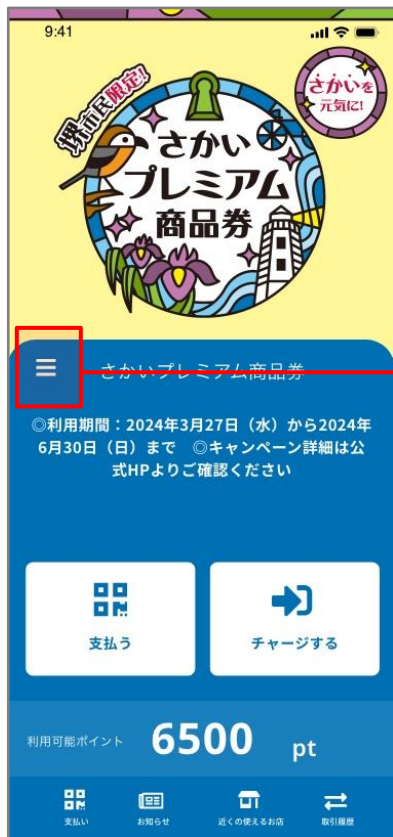 9:41
堺市民限定!
さかいを
元気に!
さかい
プレミアム
商品券
さかいプレミアム商品券
◎利用期間：2024年3月27日（水）から2024年
6月30日（日）まで　◎キャンペーン詳細は公
式HPよりご確認ください
支払う
チャージする
利用可能ポイント 6500 pt
支払い
お知らせ
近くの使えるお店
取引履歴